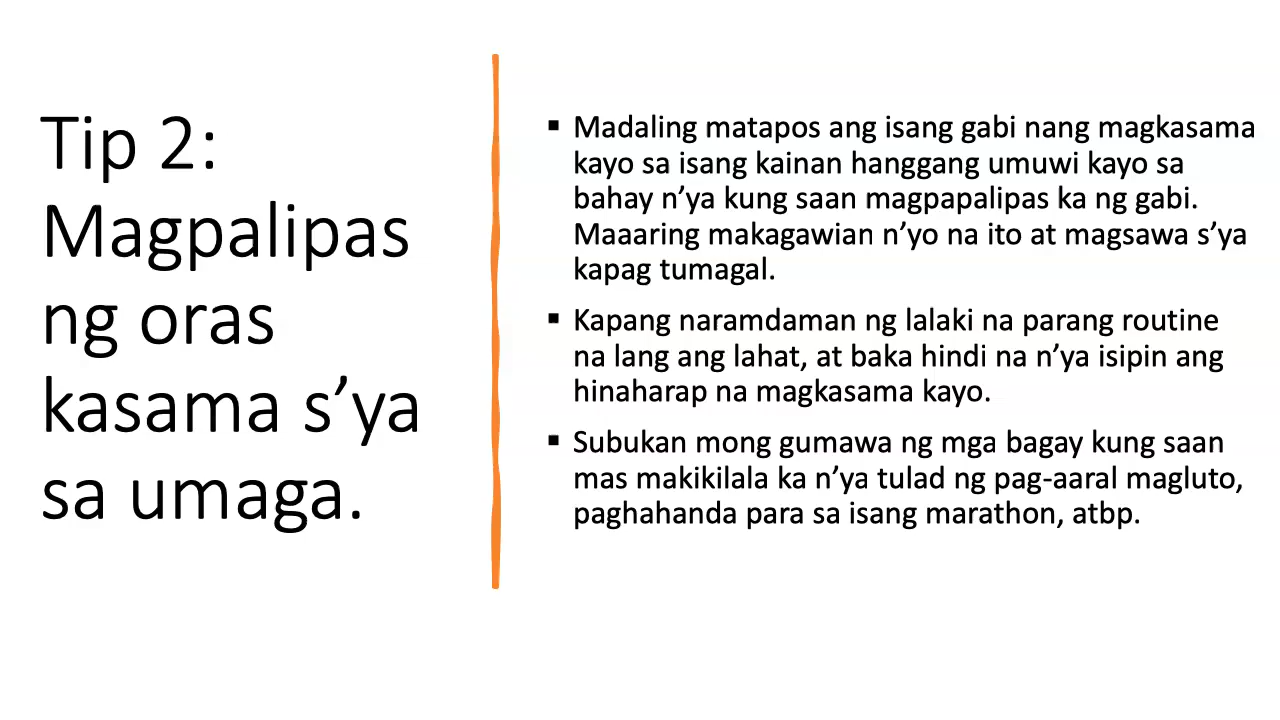 Tip 2:
Magpalipas
ng oras
kasama s’ya
sa umaga.
▪ Madaling matapos ang isang gabi nang magkasama
kayo sa isang kainan hanggang umuwi kayo sa
bahay n’ya kung saan magpapalipas ka ng gabi.
Maaaring makagawian n’yo na ito at magsawa s’ya
kapag tumagal.
▪ Kapang naramdaman ng lalaki na parang routine
na lang ang lahat, at baka hindi na n’ya isipin ang
hinaharap na magkasama kayo.
▪ Subukan mong gumawa ng mga bagay kung saan
mas makikilala ka n’ya tulad ng pag-aaral magluto,
paghahanda para sa isang marathon, atbp.